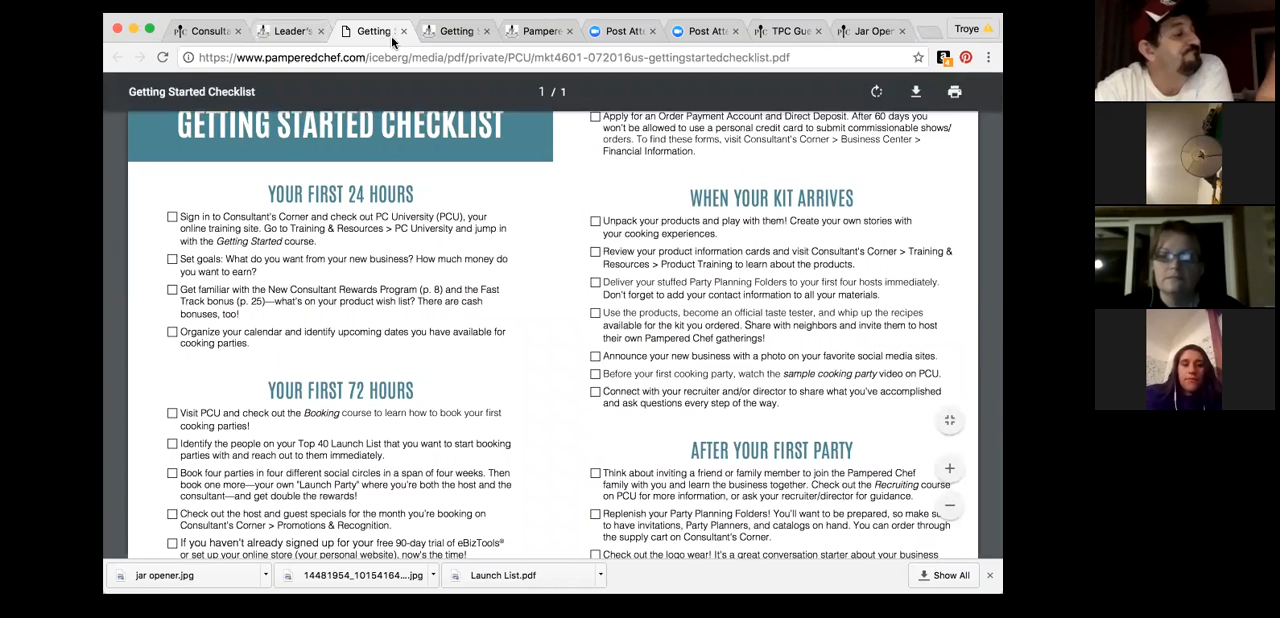 Consulta
Leader's
Getting
Getting
Pampere
Post Att
Post Att
TPC Gue
Jar Oper
Troye
https://www.pamperedchef.com/iceberg/media/pdf/private/PCU/mkt4601-072016us-gettingstartedchecklist.pdf
Getting Started Checklist
1 / 1
GETTING STARTED CHECKLIST
YOUR FIRST 24 HOURS
Sign in to Consultant's Corner and check out PC University (PCU), your
online training site. Go to Training & Resources > PC University and jump in
with the Getting Started course.
Set goals: What do you want from your new business? How much money do
you want to earn?
Get familiar with the New Consultant Rewards Program (p. 8) and the Fast
Track bonus (p. 25)—what's on your product wish list? There are cash
bonuses, too!
Organize your calendar and identify upcoming dates you have available for
cooking parties.
YOUR FIRST 72 HOURS
Visit PCU and check out the Booking course to learn how to book your first
cooking parties!
Identify the people on your Top 40 Launch List that you want to start booking
parties with and reach out to them immediately.
Book four parties in four different social circles in a span of four weeks. Then
book one more—your own "Launch Party" where you're both the host and the
consultant—and get double the rewards!
Check out the host and guest specials for the month you're booking on
Consultant's Corner > Promotions & Recognition.
If you haven't already signed up for your free 90-day trial of eBizTools®
or set up your online store (your personal website), now's the time!
Apply for an Order Payment Account and Direct Deposit. After 60 days you
won't be allowed to use a personal credit card to submit commissionable shows/
orders. To find these forms, visit Consultant's Corner > Business Center >
Financial Information.
WHEN YOUR KIT ARRIVES
Unpack your products and play with them! Create your own stories with
your cooking experiences.
Review your product information cards and visit Consultant's Corner > Training &
Resources > Product Training to learn about the products.
Deliver your stuffed Party Planning Folders to your first four hosts immediately.
Don't forget to add your contact information to all your materials.
Use the products, become an official taste tester, and whip up the recipes
available for the kit you ordered. Share with neighbors and invite them to host
their own Pampered Chef gatherings!
Announce your new business with a photo on your favorite social media sites.
Before your first cooking party, watch the sample cooking party video on PCU.
Connect with your recruiter and/or director to share what you've accomplished
and ask questions every step of the way.
AFTER YOUR FIRST PARTY
Think about inviting a friend or family member to join the Pampered Chef
family with you and learn the business together. Check out the Recruiting course
on PCU for more information, or ask your recruiter/director for guidance.
Replenish your Party Planning Folders! You'll want to be prepared, so make su
to have invitations, Party Planners, and catalogs on hand. You can order through
the supply cart on Consultant's Corner.
Check out the logo wear! It's a great conversation starter about your business
jar opener.jpg
14481954_10154164....jpg
Launch List.pdf
Show All